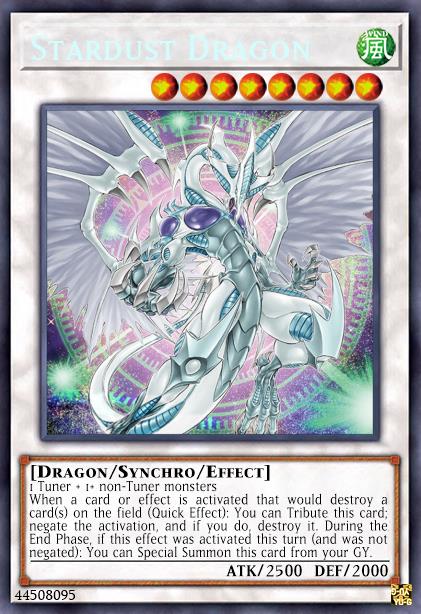 Stardust Dragon
WIND
風
[Dragon/Synchro/Effect]
1 Tuner + 1+ non-Tuner monsters
When a card or effect is activated that would destroy a
card(s) on the field (Quick Effect): You can Tribute this card;
negate the activation, and if you do, destroy it. During the
End Phase, if this effect was activated this turn (and was not
negated): You can Special Summon this card from your GY.
ATK/2500 DEF/2000
44508095